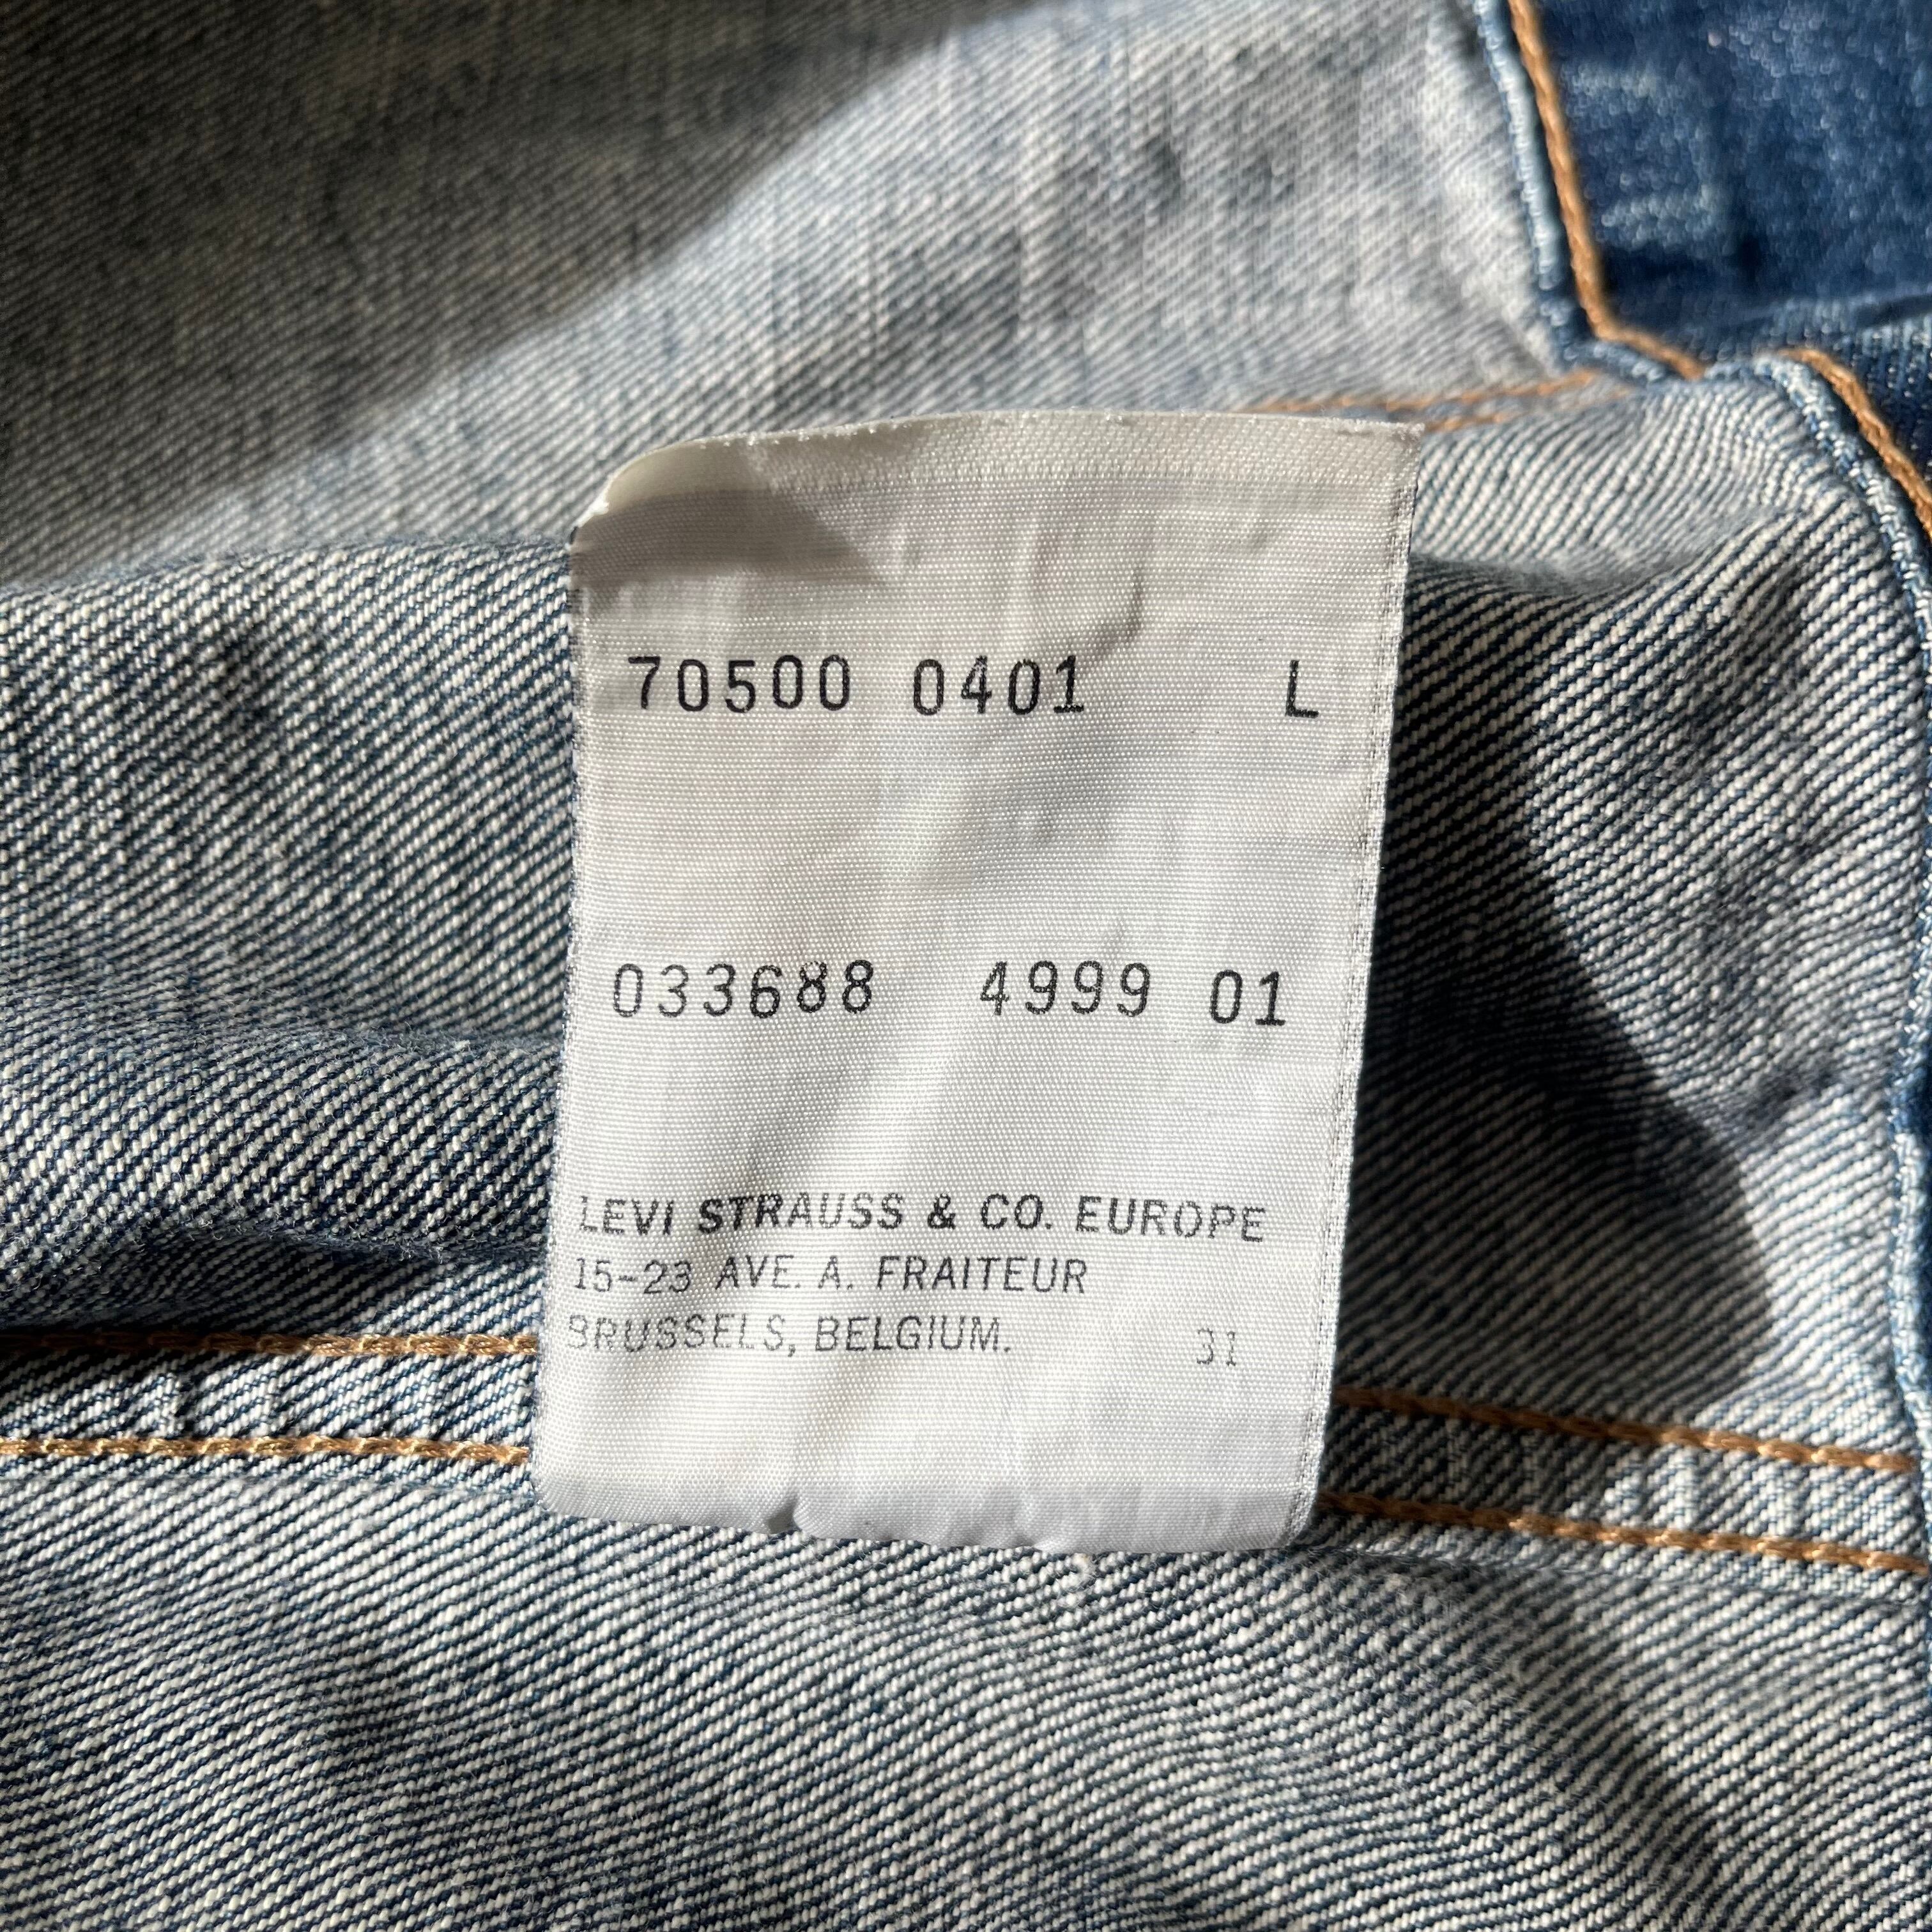 70500 0401 L
033688 4999 01
LEVI STRAUSS & CO. EUROPE
15-23 AVE. A. FRAITEUR
BRUSSELS, BELGIUM. 31